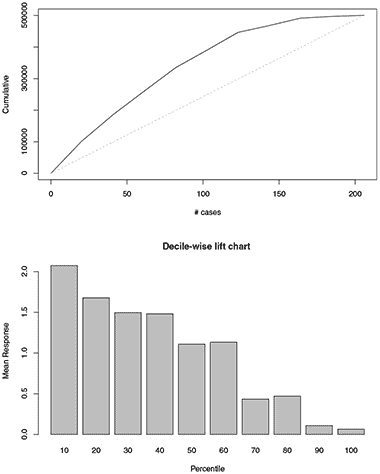 500000
300000
100000
0
Cumulative
0 50 100 150 200
# cases
Decile-wise lift chart
2.0
1.5
1.0
0.5
0.0
Mean Response
10 20 30 40 50 60 70 80 90 100
Percentile